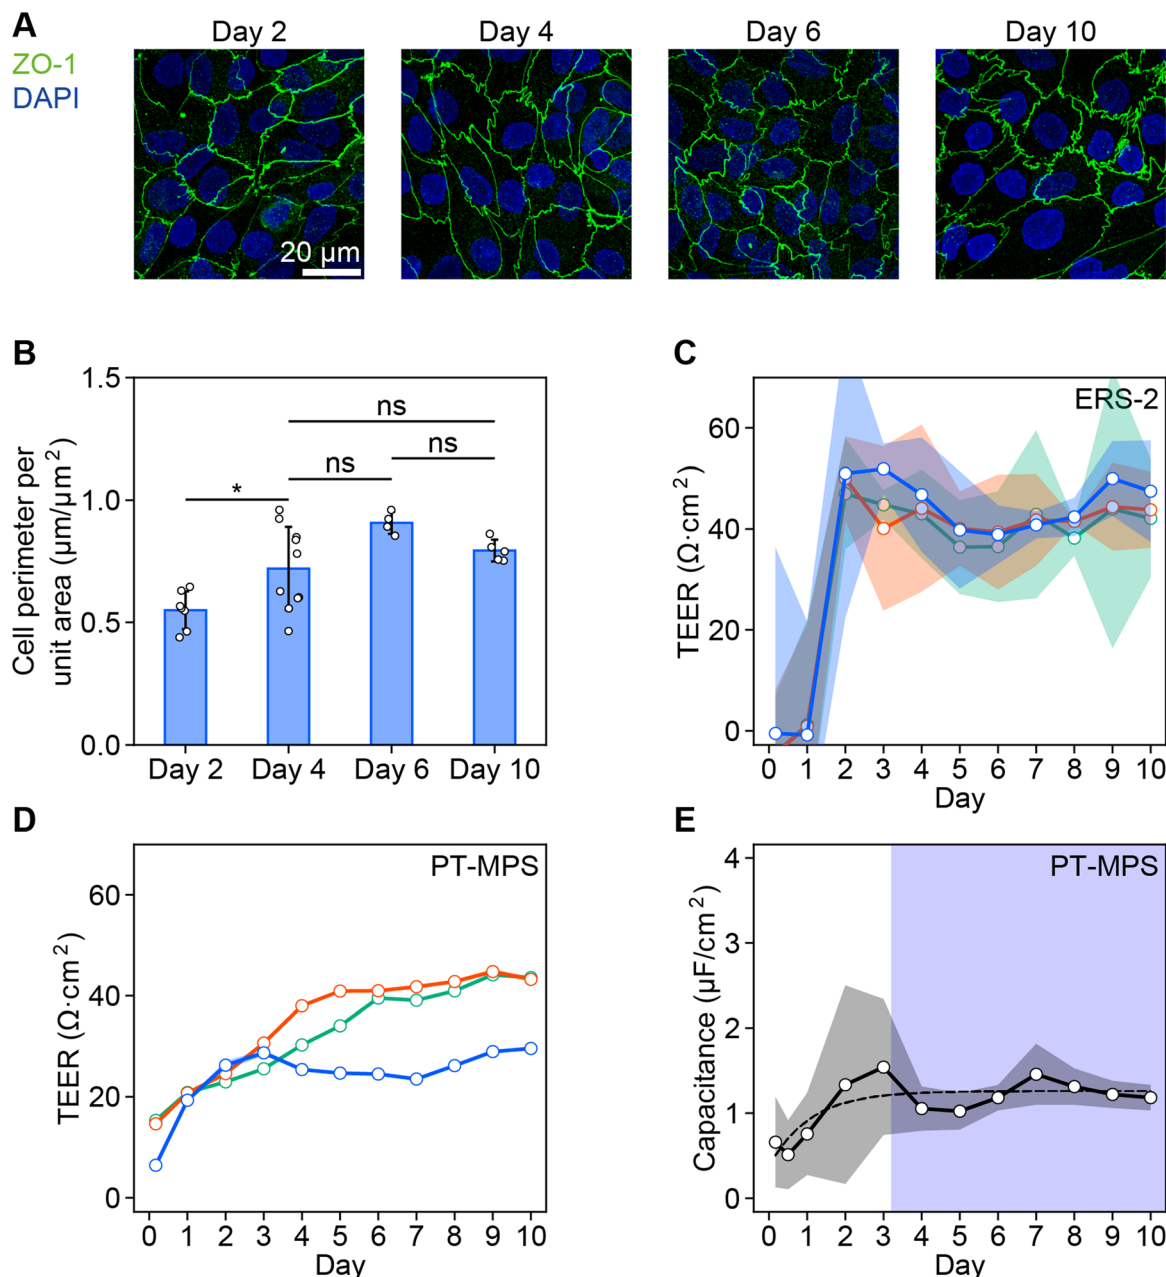 A
ZO-1
DAPI
Day 2
Day 4
Day 6
Day 10
20 µm
B
Cell perimeter per
unit area (µm/µm²)
1.5
1.0
0.5
0.0
ns
ns
ns
*
Day 2
Day 4
Day 6
Day 10
C
ERS-2
TEER (Ω·cm²)
60
40
20
0
0 1 2 3 4 5 6 7 8 9 10
Day
D
PT-MPS
TEER (Ω·cm²)
60
40
20
0
0 1 2 3 4 5 6 7 8 9 10
Day
E
PT-MPS
Capacitance (µF/cm²)
4
3
2
1
0
0 1 2 3 4 5 6 7 8 9 10
Day